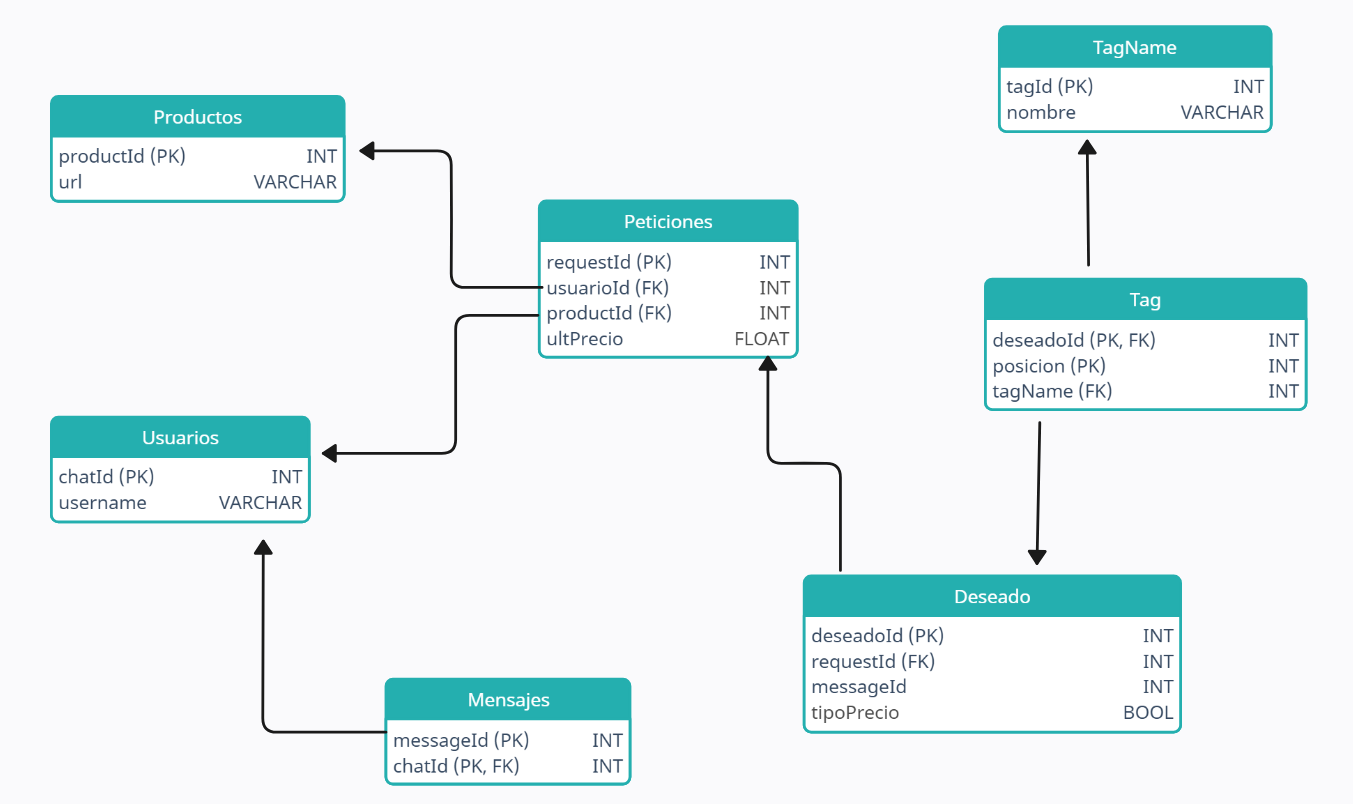 TagName
tagId (PK) INT
nombre VARCHAR
Productos
productId (PK) INT
url VARCHAR
Peticiones
requestId (PK) INT
usuarioId (FK) INT
productId (FK) INT
ultPrecio FLOAT
Tag
deseadoId (PK, FK) INT
posicion (PK) INT
tagName (FK) INT
Usuarios
chatId (PK) INT
username VARCHAR
Deseado
deseadoId (PK) INT
requestId (FK) INT
messageId INT
tipoPrecio BOOL
Mensajes
messageId (PK) INT
chatId (PK, FK) INT